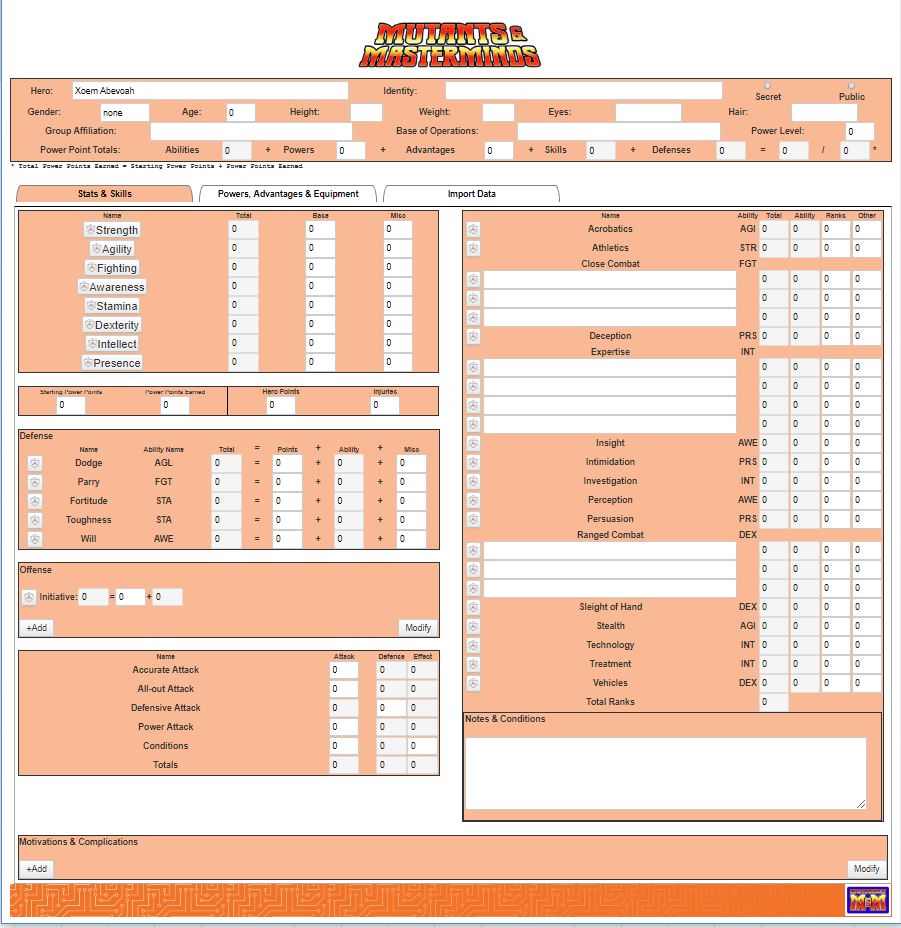 MUTANTS &
MASTERMINDS
Hero: Xoem Abevoah Identity: Secret Public
Gender: none Age: 0 Height: Weight: Eyes: Hair:
Group Affiliation: Base of Operations: Power Level: 0
Power Point Totals: Abilities 0 + Powers 0 + Advantages 0 + Skills 0 + Defenses 0 = 0 / 0 *
* Total Power Points Earned = Starting Power Points + Power Points Earned
Stats & Skills Powers, Advantages & Equipment Import Data
Name Total Base Misc
Strength 0 0 0
Agility 0 0 0
Fighting 0 0 0
Awareness 0 0 0
Stamina 0 0 0
Dexterity 0 0 0
Intellect 0 0 0
Presence 0 0 0
Starting Power Points Power Points Earned Hero Points Injuries
0 0 0 0
Defense
Name Ability Name Total = Points + Ability + Misc
Dodge AGL 0 = 0 + 0 + 0
Parry FGT 0 = 0 + 0 + 0
Fortitude STA 0 = 0 + 0 + 0
Toughness STA 0 = 0 + 0 + 0
Will AWE 0 = 0 + 0 + 0
Offense
Initiative: 0 = 0 + 0
+Add Modify
Name Attack Defense Effect
Accurate Attack 0 0 0
All-out Attack 0 0 0
Defensive Attack 0 0 0
Power Attack 0 0 0
Conditions 0 0 0
Totals 0 0 0
Name Ability Total Ability Ranks Other
Acrobatics AGI 0 0 0 0
Athletics STR 0 0 0 0
Close Combat FGT
0 0 0 0
0 0 0 0
0 0 0 0
Deception PRS 0 0 0 0
Expertise INT
0 0 0 0
0 0 0 0
0 0 0 0
0 0 0 0
Insight AWE 0 0 0 0
Intimidation PRS 0 0 0 0
Investigation INT 0 0 0 0
Perception AWE 0 0 0 0
Persuasion PRS 0 0 0 0
Ranged Combat DEX
0 0 0 0
0 0 0 0
0 0 0 0
Sleight of Hand DEX 0 0 0 0
Stealth AGI 0 0 0 0
Technology INT 0 0 0 0
Treatment INT 0 0 0 0
Vehicles DEX 0 0 0 0
Total Ranks 0
Notes & Conditions
Motivations & Complications
+Add Modify
M&M